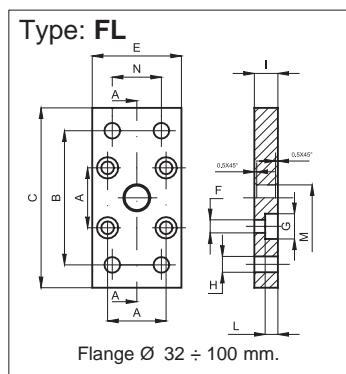 Type: FL
E
N
A
I
0,5X45°
0,5X45°
C
B
A
F
G
M
H
A
A
L
Flange Ø 32 ÷ 100 mm.